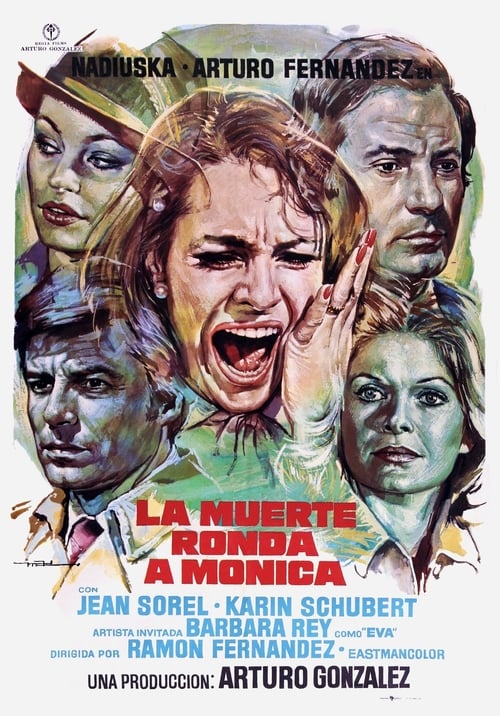 REGIA FILMS
ARTURO GONZALEZ
NADIUSKA · ARTURO FERNANDEZ EN
LA MUERTE
RONDA
A MONICA
CON
JEAN SOREL · KARIN SCHUBERT
ARTISTA INVITADA BARBARA REY COMO "EVA"
DIRIGIDA POR RAMON FERNANDEZ · EASTMANCOLOR
UNA PRODUCCION: ARTURO GONZALEZ